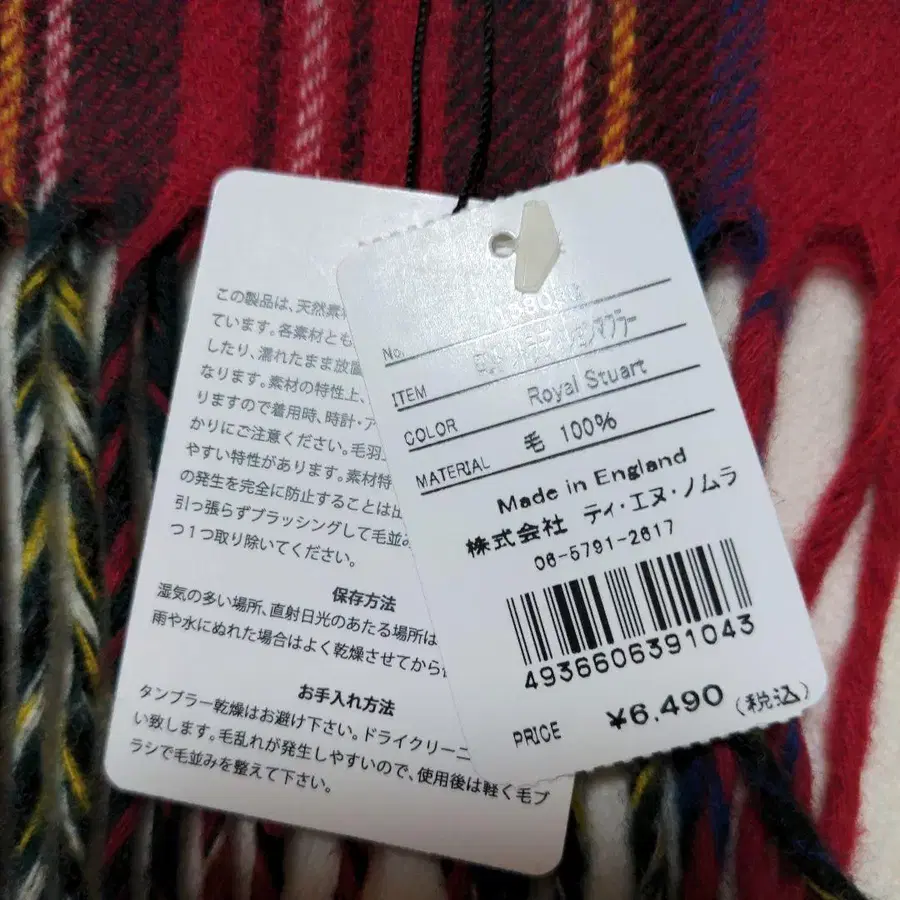 この製品は、天然素材
ています。各素材とも
したり、濡れたまま放置
なります。素材の特性上、
りますので着用時、時計・ア
かりにご注意ください。毛羽
やすい特性があります。素材特
の発生を完全に防止することは出
引っ張らずブラッシングして毛並み
つ1つ取り除いてください。
保存方法
湿気の多い場所、直射日光のあたる場所は
雨や水にぬれた場合はよく乾燥させてから
お手入れ方法
タンブラー乾燥はお避け下さい。ドライクリーニ
い致します。毛乱れが発生しやすいので、使用後は軽く毛ブ
ラシで毛並みを整えて下さい。
No.
ITEM マフラー
COLOR Royal Stuart
MATERIAL 毛 100%
Made in England
株式会社 ティ・エヌ・ノムラ
06-5791-2617
4936606391043
PRICE ¥6,490(税込)